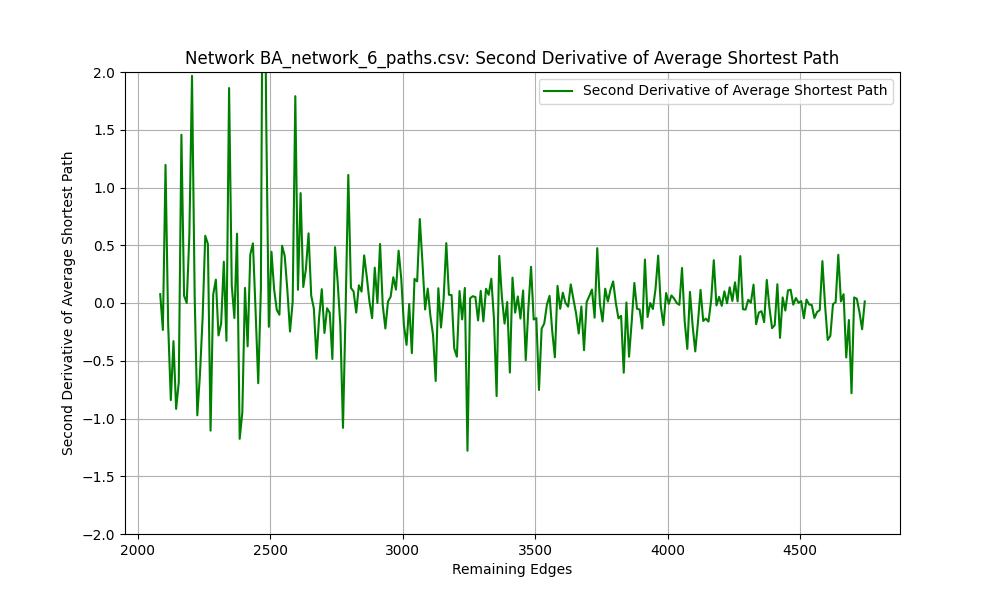 Network BA_network_6_paths.csv: Second Derivative of Average Shortest Path
Second Derivative of Average Shortest Path
2.0
1.5
1.0
0.5
0.0
−0.5
−1.0
−1.5
−2.0
Second Derivative of Average Shortest Path
2000 2500 3000 3500 4000 4500
Remaining Edges